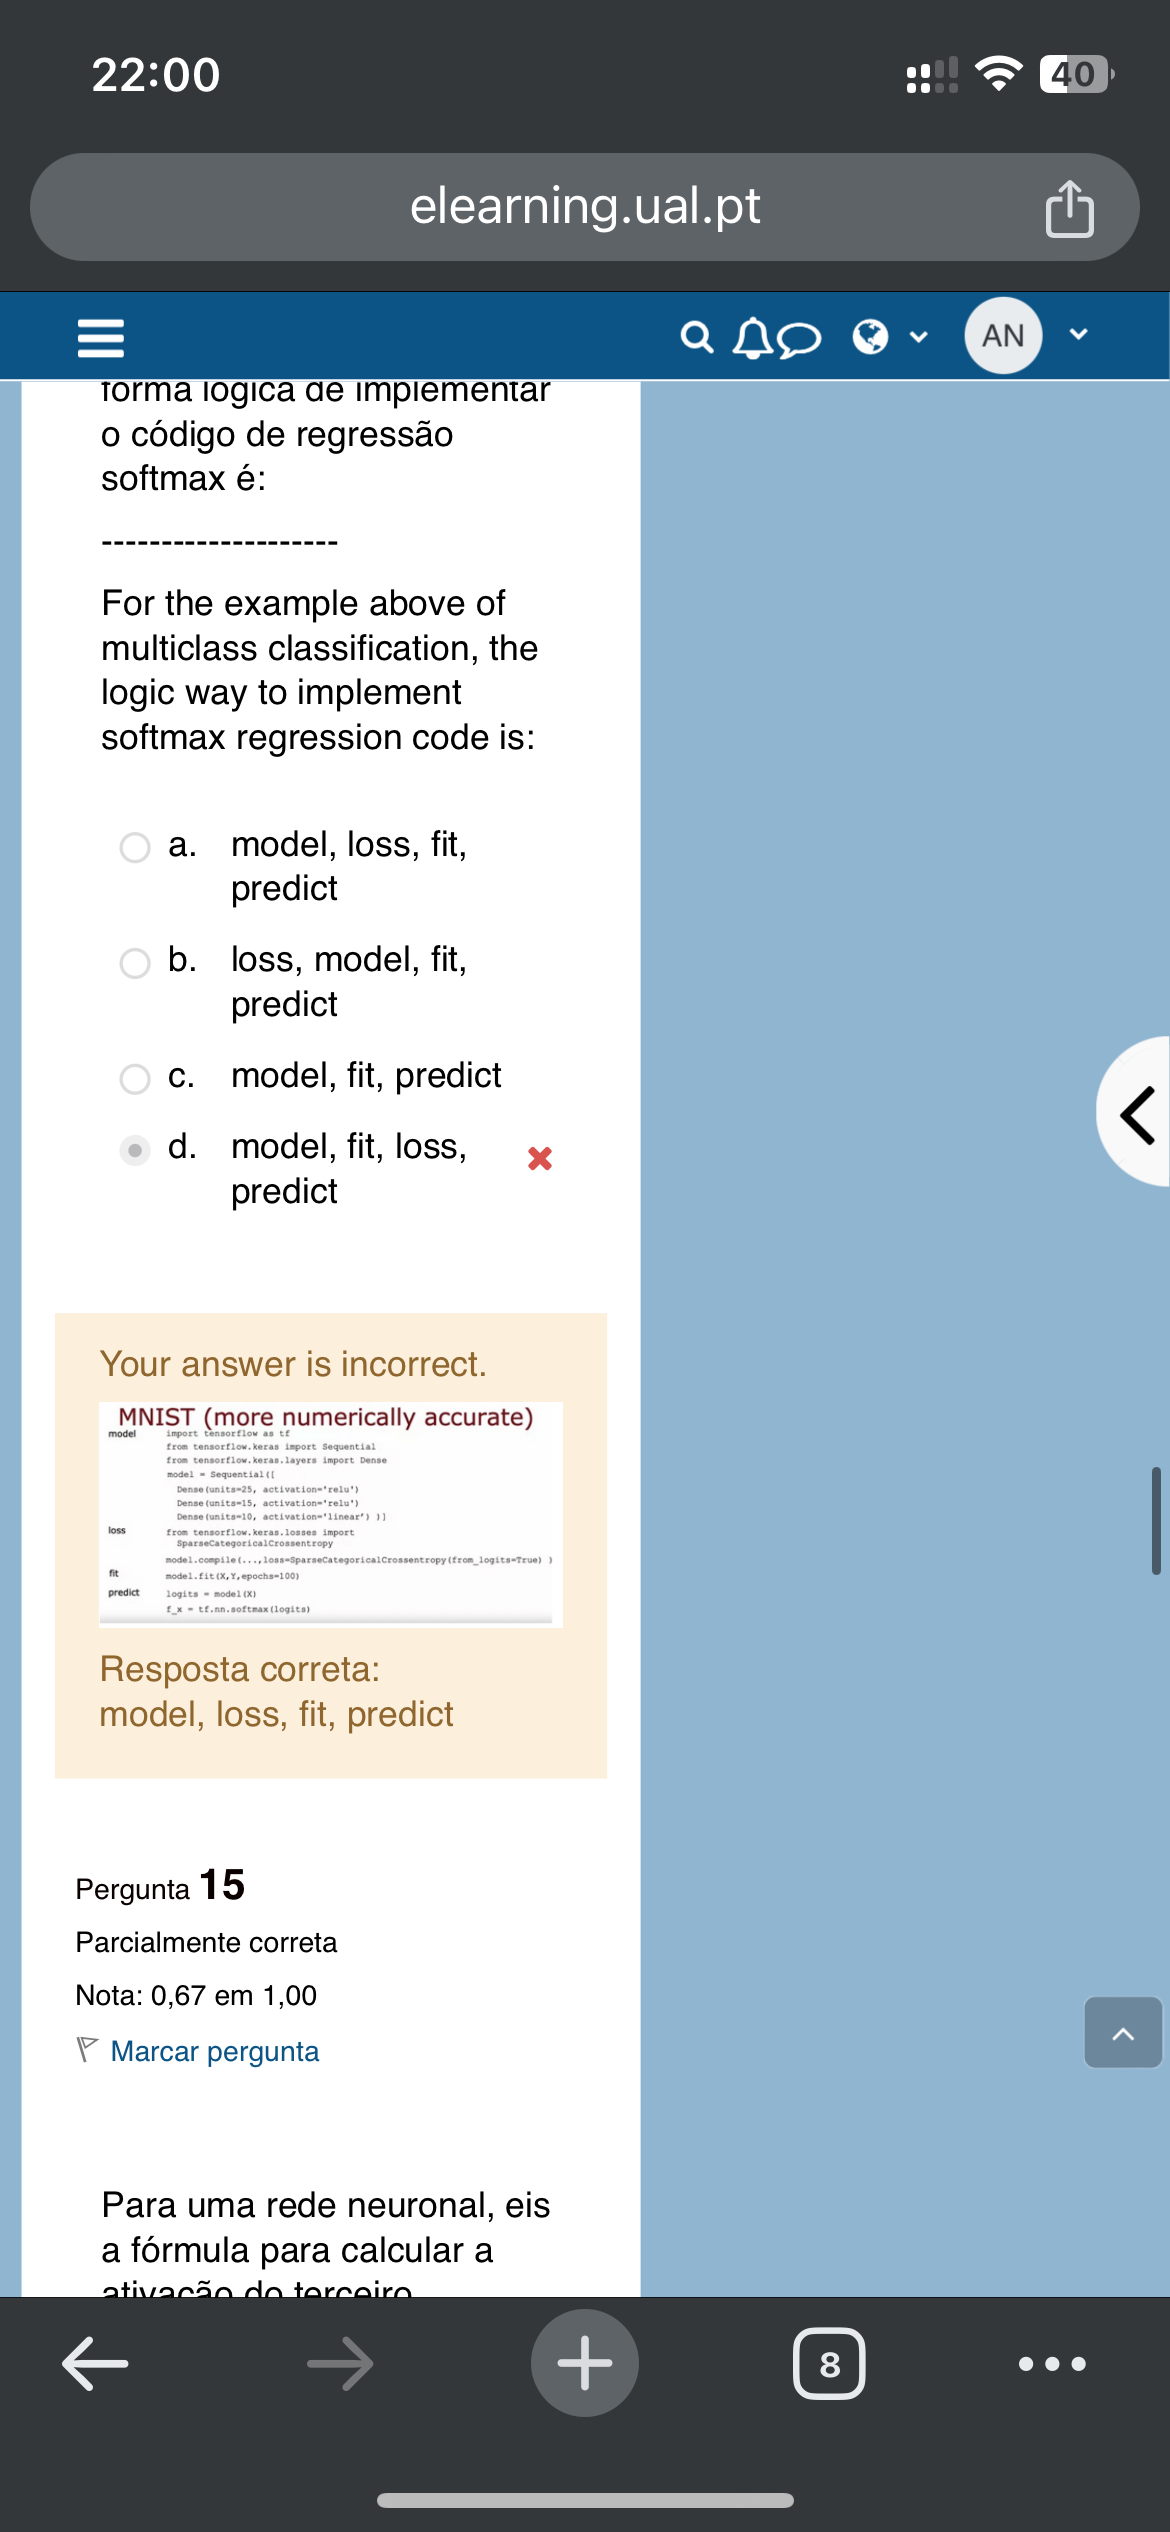 22:00
40
elearning.ual.pt
AN
forma lógica de implementar
o código de regressão
softmax é:
--------------------
For the example above of
multiclass classification, the
logic way to implement
softmax regression code is:
a. model, loss, fit,
predict
b. loss, model, fit,
predict
c. model, fit, predict
d. model, fit, loss,
predict
Your answer is incorrect.
MNIST (more numerically accurate)
model import tensorflow as tf
from tensorflow.keras import Sequential
from tensorflow.keras.layers import Dense
model = Sequential([
Dense(units=25, activation='relu')
Dense(units=15, activation='relu')
Dense(units=10, activation='linear') )]
loss from tensorflow.keras.losses import
SparseCategoricalCrossentropy
model.compile(...,loss=SparseCategoricalCrossentropy(from_logits=True) )
fit model.fit(X,Y,epochs=100)
predict logits = model(X)
f_x = tf.nn.softmax(logits)
Resposta correta:
model, loss, fit, predict
Pergunta 15
Parcialmente correta
Nota: 0,67 em 1,00
Marcar pergunta
Para uma rede neuronal, eis
a fórmula para calcular a
ativação do terceiro
8